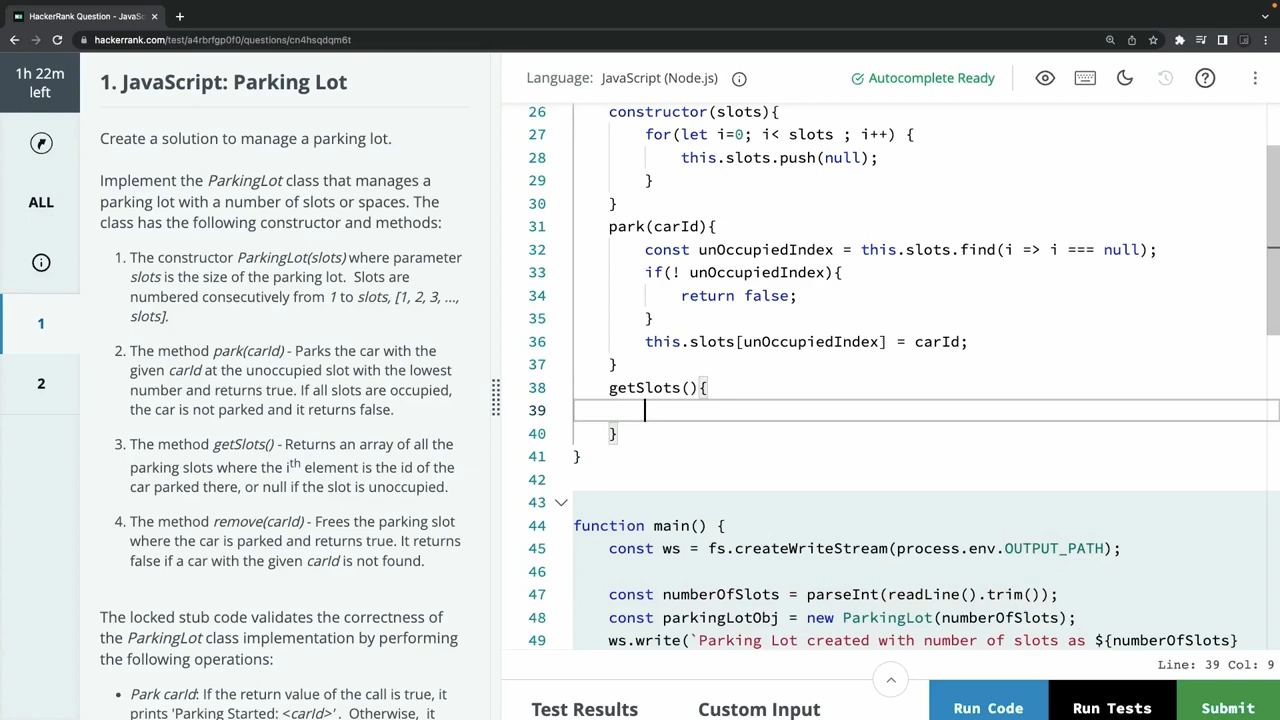 HackerRank Question - JavaSc
hackerrank.com/test/a4rbrfgp0f0/questions/cn4hsqdqm6t
1h 22m
left
ALL
1
2
1. JavaScript: Parking Lot
Create a solution to manage a parking lot.
Implement the ParkingLot class that manages a
parking lot with a number of slots or spaces. The
class has the following constructor and methods:
1. The constructor ParkingLot(slots) where parameter
slots is the size of the parking lot. Slots are
numbered consecutively from 1 to slots, [1, 2, 3, ...,
slots].
2. The method park(carId) - Parks the car with the
given carId at the unoccupied slot with the lowest
number and returns true. If all slots are occupied,
the car is not parked and it returns false.
3. The method getSlots() - Returns an array of all the
parking slots where the ith element is the id of the
car parked there, or null if the slot is unoccupied.
4. The method remove(carId) - Frees the parking slot
where the car is parked and returns true. It returns
false if a car with the given carId is not found.
The locked stub code validates the correctness of
the ParkingLot class implementation by performing
the following operations:
• Park carId: If the return value of the call is true, it
prints 'Parking Started: <carId>'. Otherwise, it
Language: JavaScript (Node.js)
Autocomplete Ready
26 constructor(slots){
27 for(let i=0; i< slots ; i++) {
28 this.slots.push(null);
29 }
30 }
31 park(carId){
32 const unOccupiedIndex = this.slots.find(i => i === null);
33 if(! unOccupiedIndex){
34 return false;
35 }
36 this.slots[unOccupiedIndex] = carId;
37 }
38 getSlots(){
39
40 }
41 }
42
43
44 function main() {
45 const ws = fs.createWriteStream(process.env.OUTPUT_PATH);
46
47 const numberOfSlots = parseInt(readLine().trim());
48 const parkingLotObj = new ParkingLot(numberOfSlots);
49 ws.write(`Parking Lot created with number of slots as ${numberOfSlots}
Line: 39 Col: 9
Test Results
Custom Input
Run Code
Run Tests
Submit